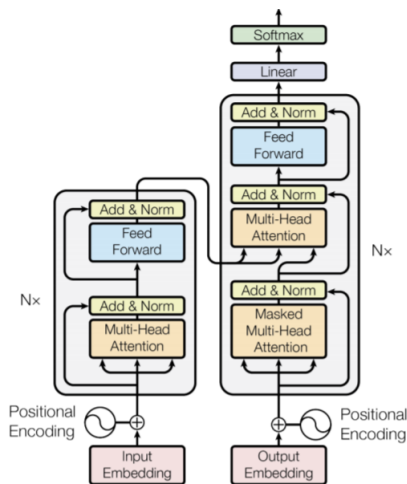 Softmax
Linear
Add & Norm
Feed
Forward
Add & Norm
Multi-Head
Attention
Add & Norm
Masked
Multi-Head
Attention
N×
Add & Norm
Feed
Forward
Add & Norm
Multi-Head
Attention
N×
Positional
Encoding
Input
Embedding
Positional
Encoding
Output
Embedding